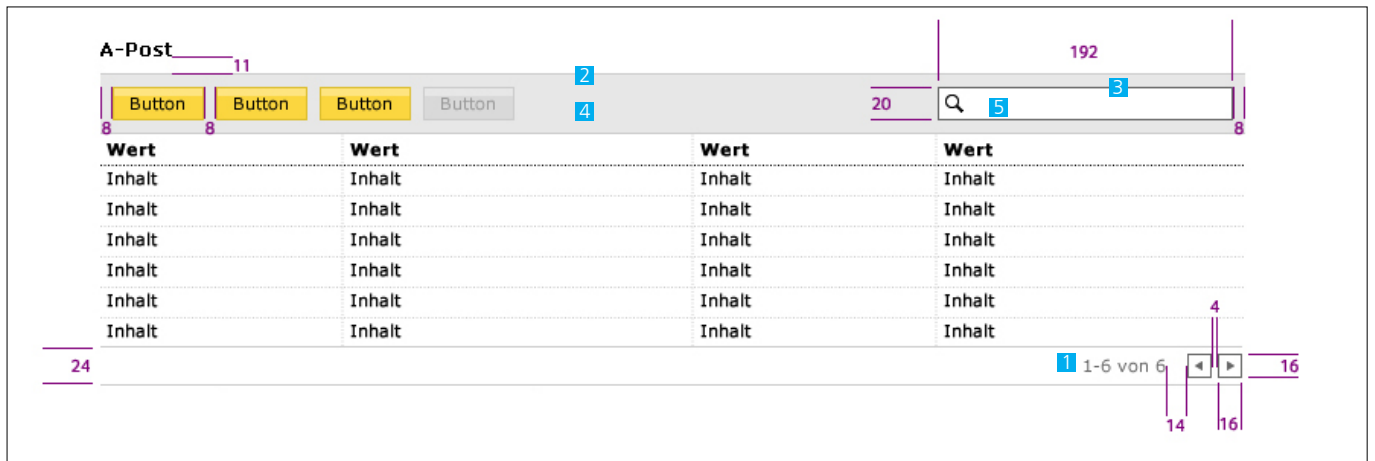 A-Post
192
11
2
3
Button Button Button Button
4
20
5
8 8 8
Wert Wert Wert Wert
Inhalt Inhalt Inhalt Inhalt
Inhalt Inhalt Inhalt Inhalt
Inhalt Inhalt Inhalt Inhalt
Inhalt Inhalt Inhalt Inhalt
Inhalt Inhalt Inhalt Inhalt
4
Inhalt Inhalt Inhalt Inhalt
24 1 1-6 von 6 16
14 16